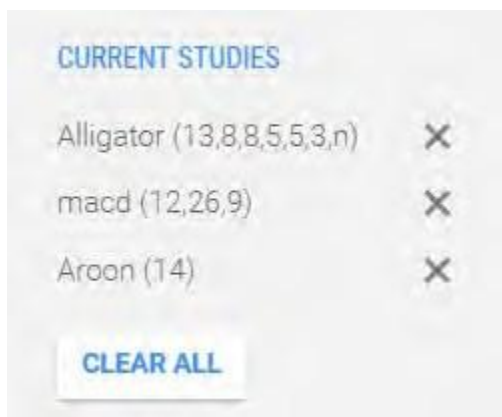 CURRENT STUDIES
Alligator (13,8,8,5,5,3,n)
macd (12,26,9)
Aroon (14)
CLEAR ALL